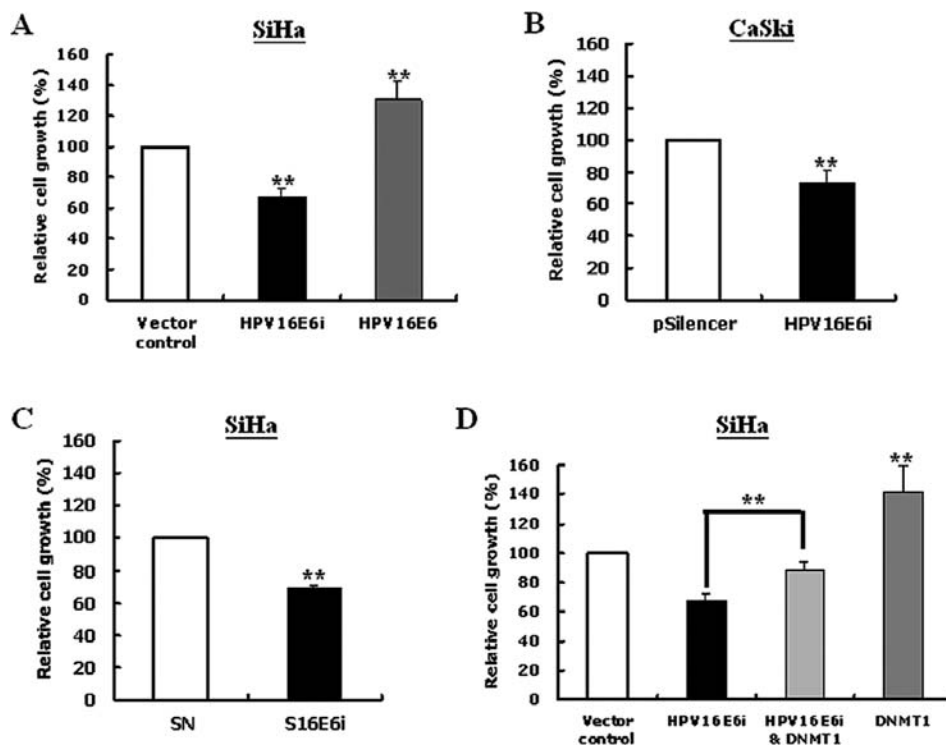 A
SiHa
Relative cell growth (%)
160
140
120
100
80
60
40
20
0
**
**
Vector control
HPV16E6i
HPV16E6
B
CaSki
Relative cell growth (%)
160
140
120
100
80
60
40
20
0
**
pSilencer
HPV16E6i
C
SiHa
Relative cell growth (%)
160
140
120
100
80
60
40
20
0
**
SN
S16E6i
D
SiHa
Relative cell growth (%)
160
140
120
100
80
60
40
20
0
**
**
Vector control
HPV16E6i
HPV16E6i & DNMT1
DNMT1